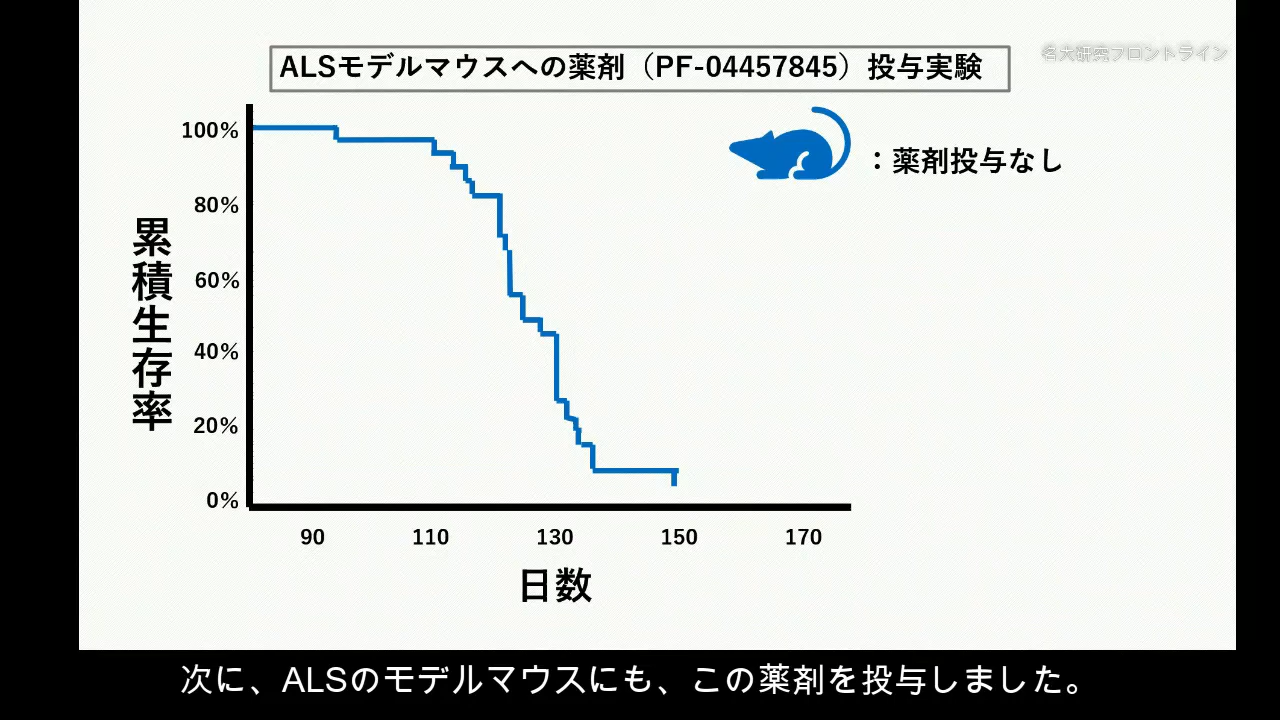 名大研究フロントライン
ALSモデルマウスへの薬剤（PF-04457845）投与実験
：薬剤投与なし
累積生存率
100%
80%
60%
40%
20%
0%
90 110 130 150 170
日数
次に、ALSのモデルマウスにも、この薬剤を投与しました。